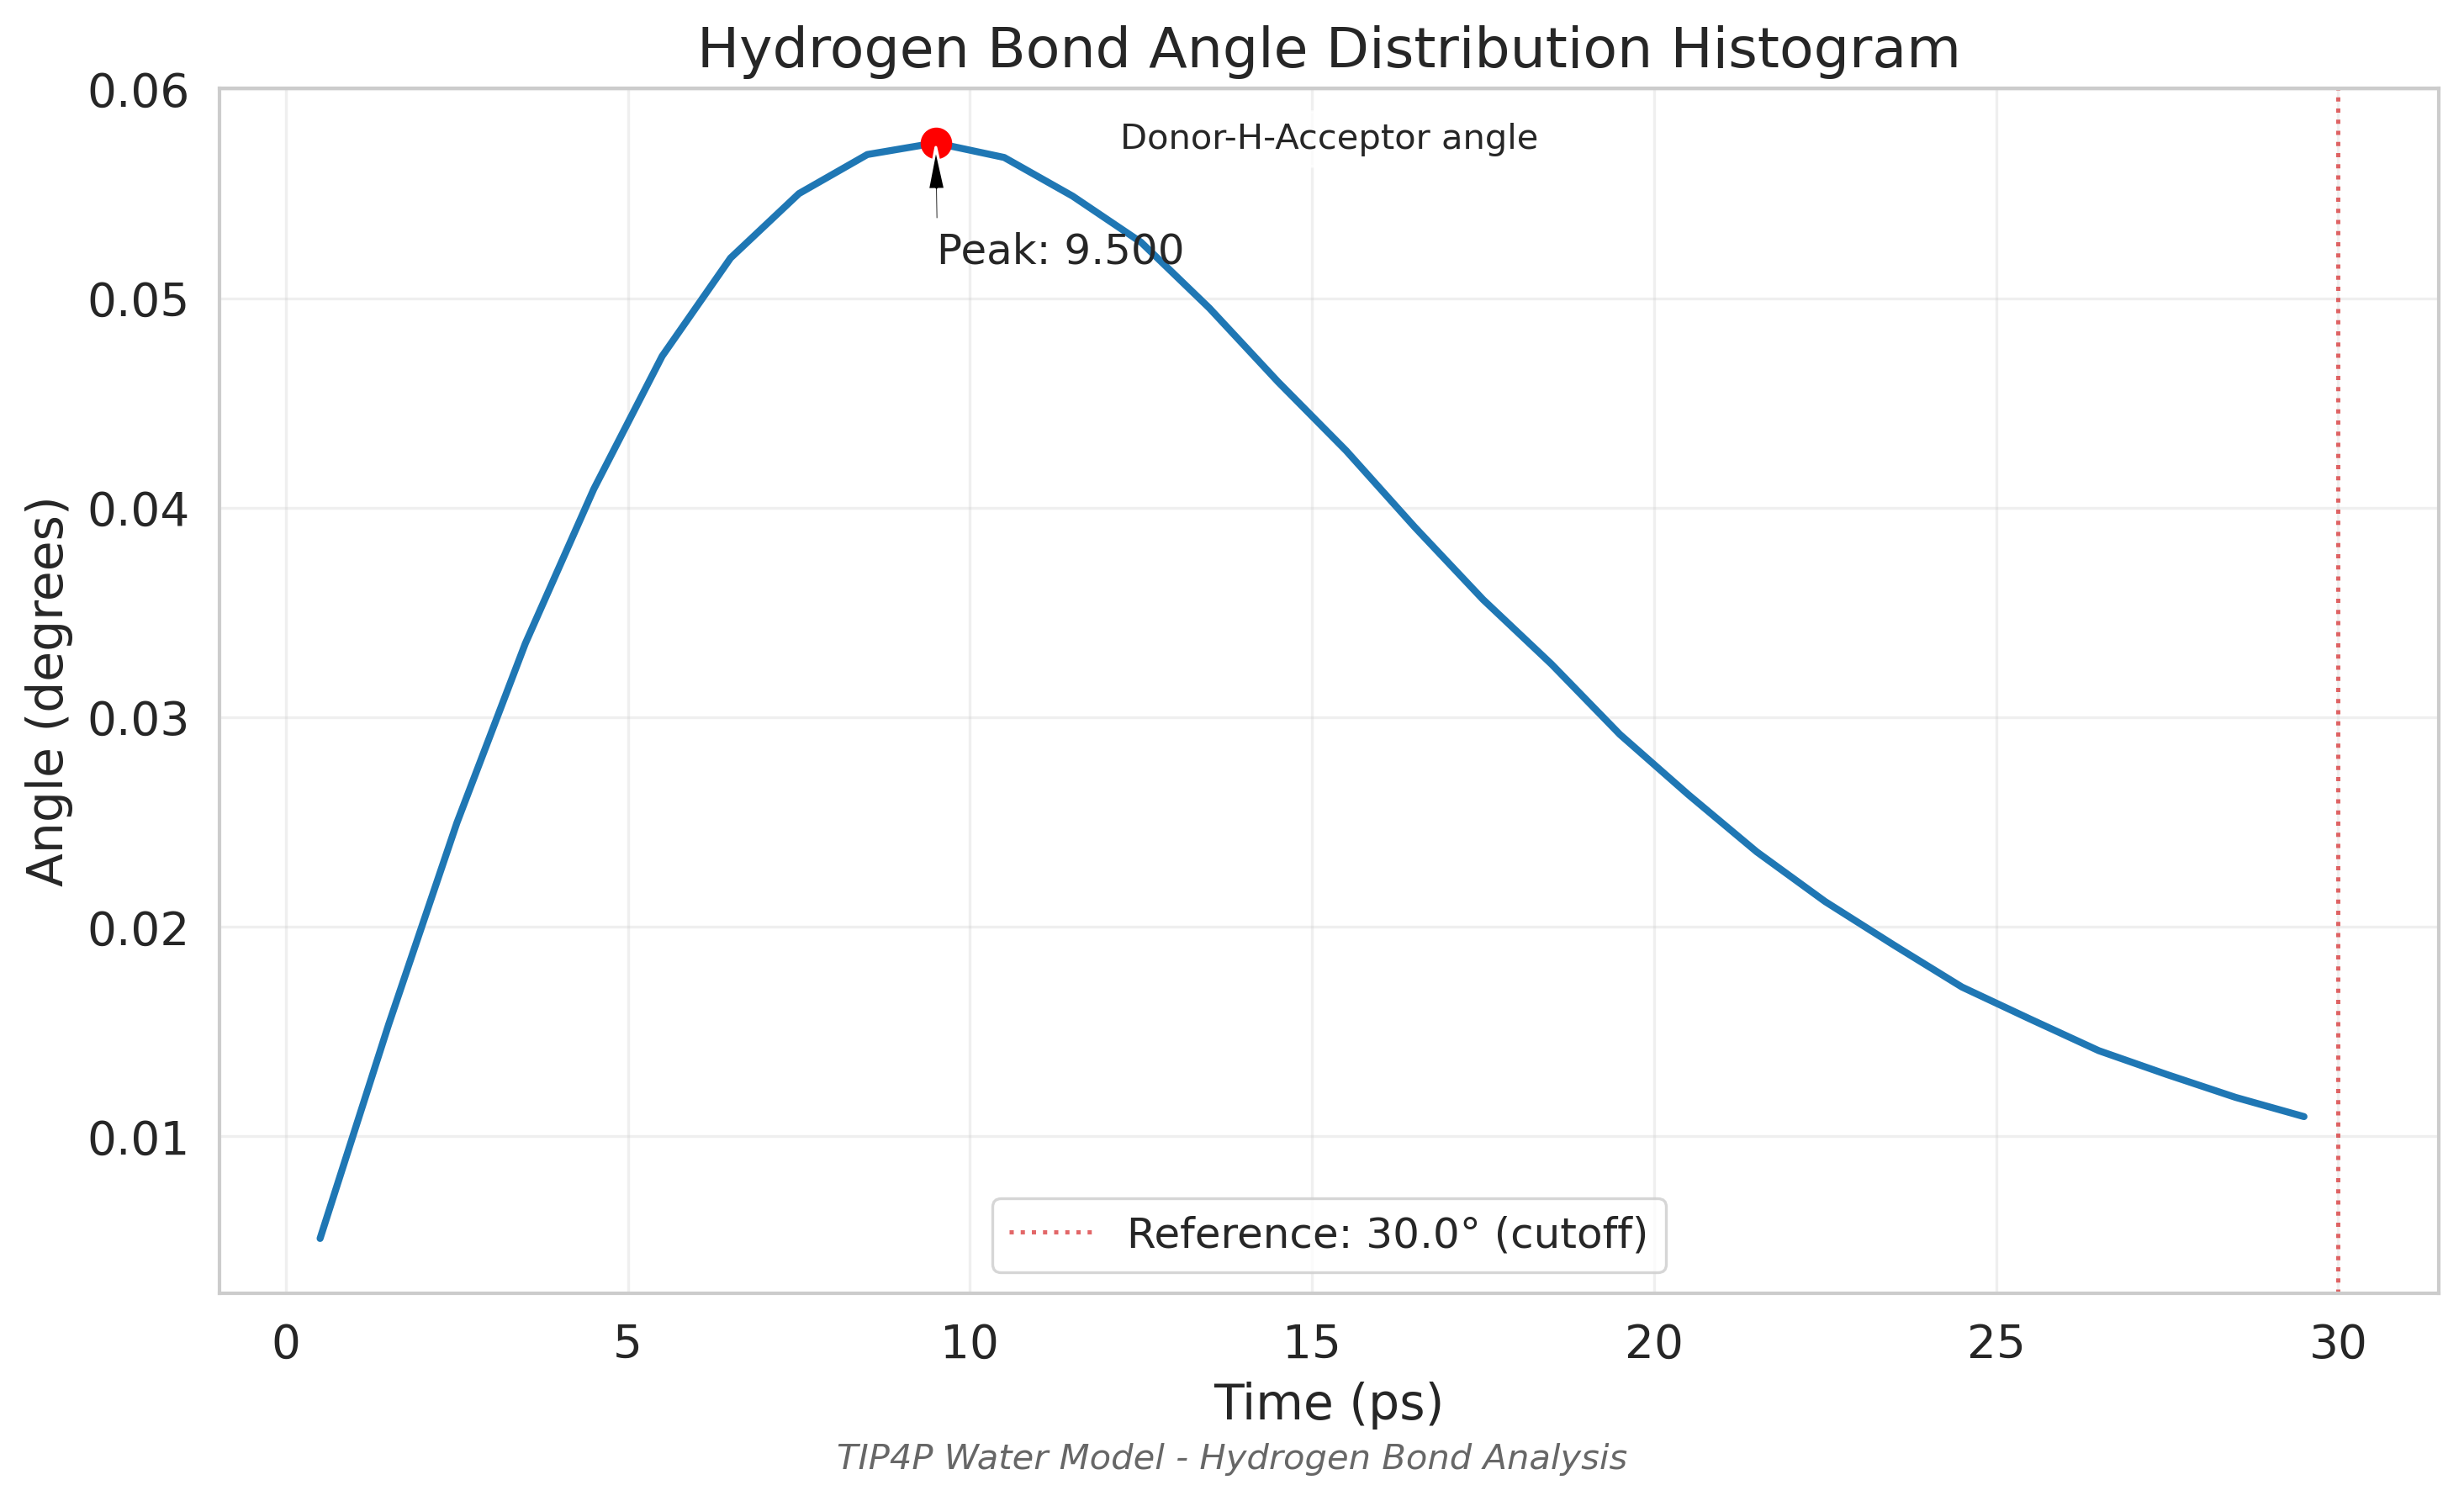 Hydrogen Bond Angle Distribution Histogram
Donor-H-Acceptor angle
Peak: 9.500
Angle (degrees)
0.06
0.05
0.04
0.03
0.02
0.01
Reference: 30.0° (cutoff)
0 5 10 15 20 25 30
Time (ps)
TIP4P Water Model - Hydrogen Bond Analysis